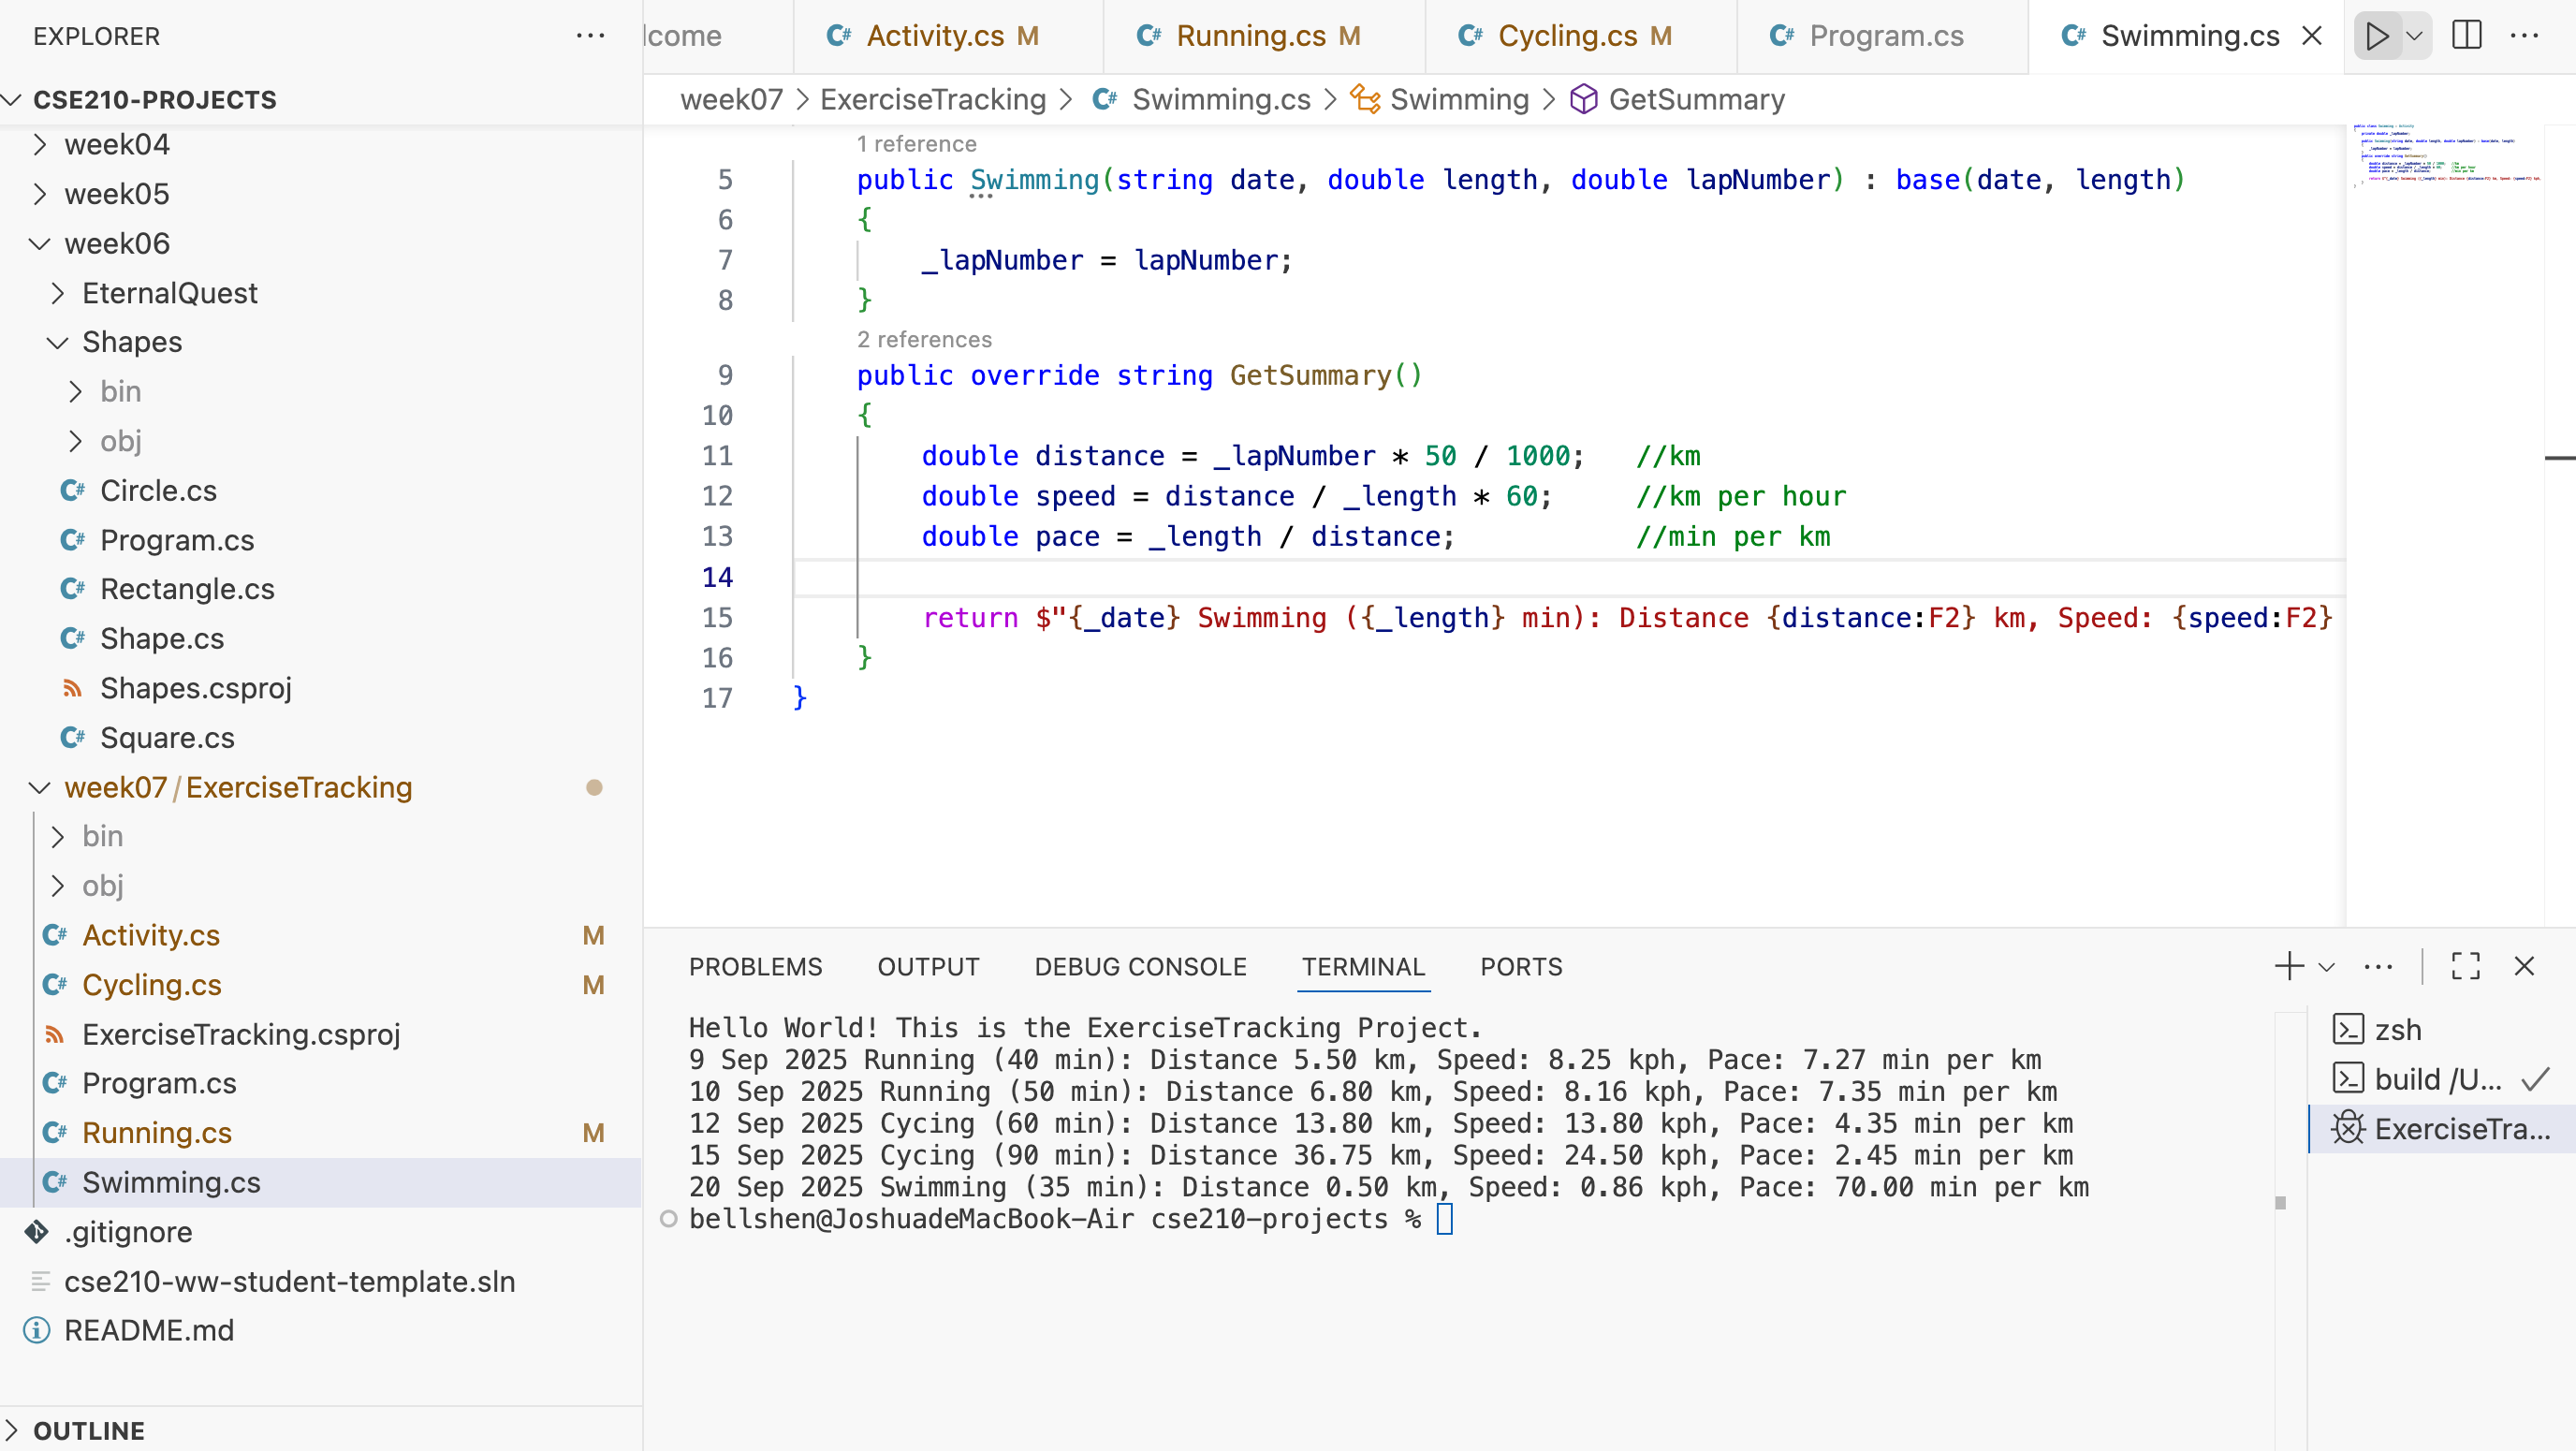 EXPLORER
CSE210-PROJECTS
week04
week05
week06
EternalQuest
Shapes
bin
obj
C# Circle.cs
C# Program.cs
C# Rectangle.cs
C# Shape.cs
Shapes.csproj
C# Square.cs
week07/ExerciseTracking
bin
obj
C# Activity.cs M
C# Cycling.cs M
ExerciseTracking.csproj
C# Program.cs
C# Running.cs M
C# Swimming.cs
.gitignore
cse210-ww-student-template.sln
README.md
OUTLINE
lcome C# Activity.cs M C# Running.cs M C# Cycling.cs M C# Program.cs C# Swimming.cs
week07 > ExerciseTracking > C# Swimming.cs > Swimming > GetSummary
1 reference
5 public Swimming(string date, double length, double lapNumber) : base(date, length)
6 {
7 _lapNumber = lapNumber;
8 }
2 references
9 public override string GetSummary()
10 {
11 double distance = _lapNumber * 50 / 1000; //km
12 double speed = distance / _length * 60; //km per hour
13 double pace = _length / distance; //min per km
14
15 return $"{_date} Swimming ({_length} min): Distance {distance:F2} km, Speed: {speed:F2}
16 }
17 }
PROBLEMS OUTPUT DEBUG CONSOLE TERMINAL PORTS
Hello World! This is the ExerciseTracking Project.
9 Sep 2025 Running (40 min): Distance 5.50 km, Speed: 8.25 kph, Pace: 7.27 min per km
10 Sep 2025 Running (50 min): Distance 6.80 km, Speed: 8.16 kph, Pace: 7.35 min per km
12 Sep 2025 Cycing (60 min): Distance 13.80 km, Speed: 13.80 kph, Pace: 4.35 min per km
15 Sep 2025 Cycing (90 min): Distance 36.75 km, Speed: 24.50 kph, Pace: 2.45 min per km
20 Sep 2025 Swimming (35 min): Distance 0.50 km, Speed: 0.86 kph, Pace: 70.00 min per km
bellshen@JoshuadeMacBook-Air cse210-projects %
zsh
build /U...
ExerciseTra...